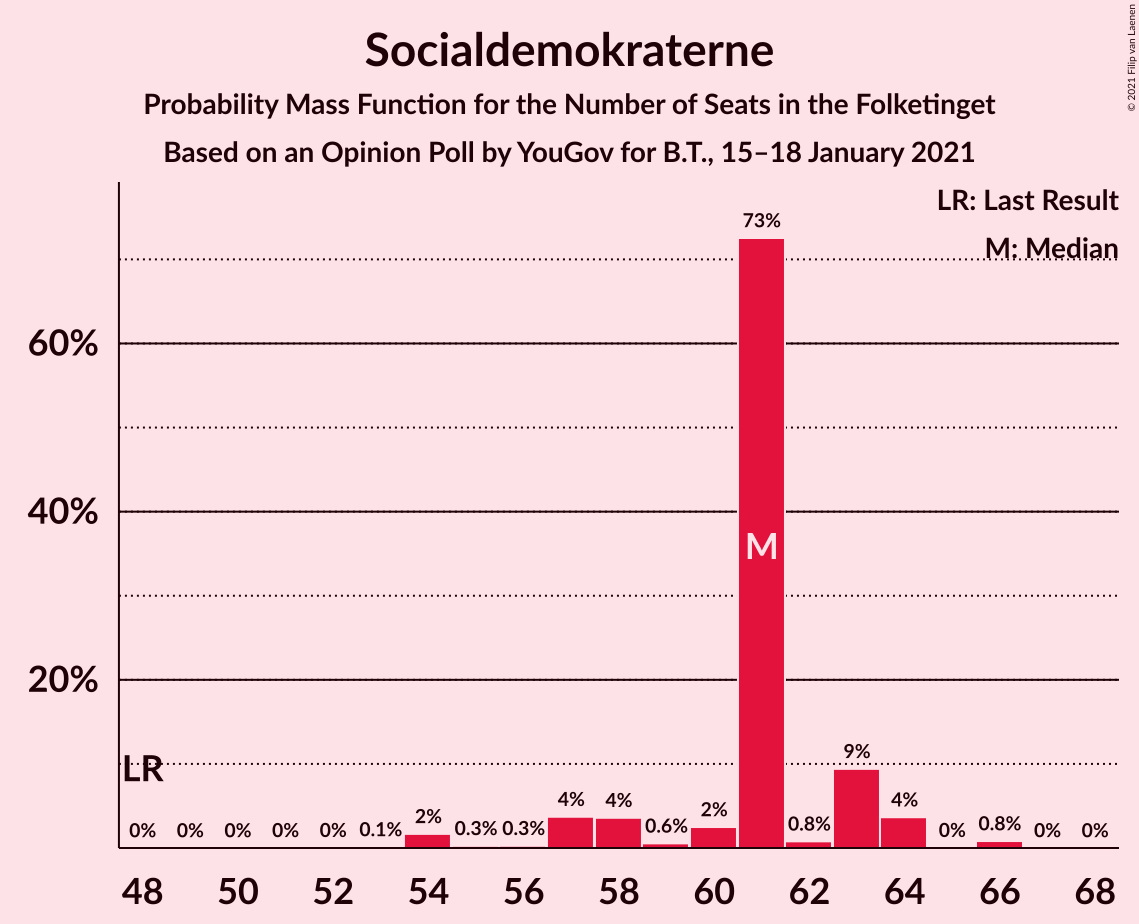 Socialdemokraterne
Probability Mass Function for the Number of Seats in the Folketinget
Based on an Opinion Poll by YouGov for B.T., 15–18 January 2021
© 2021 Filip van Laenen
LR: Last Result
M: Median
73%
60%
40%
M
20%
9%
LR
0% 0% 0% 0% 0% 0.1% 2% 0.3% 0.3% 4% 4% 0.6% 2% 0.8% 4% 0% 0.8% 0% 0%
48 50 52 54 56 58 60 62 64 66 68